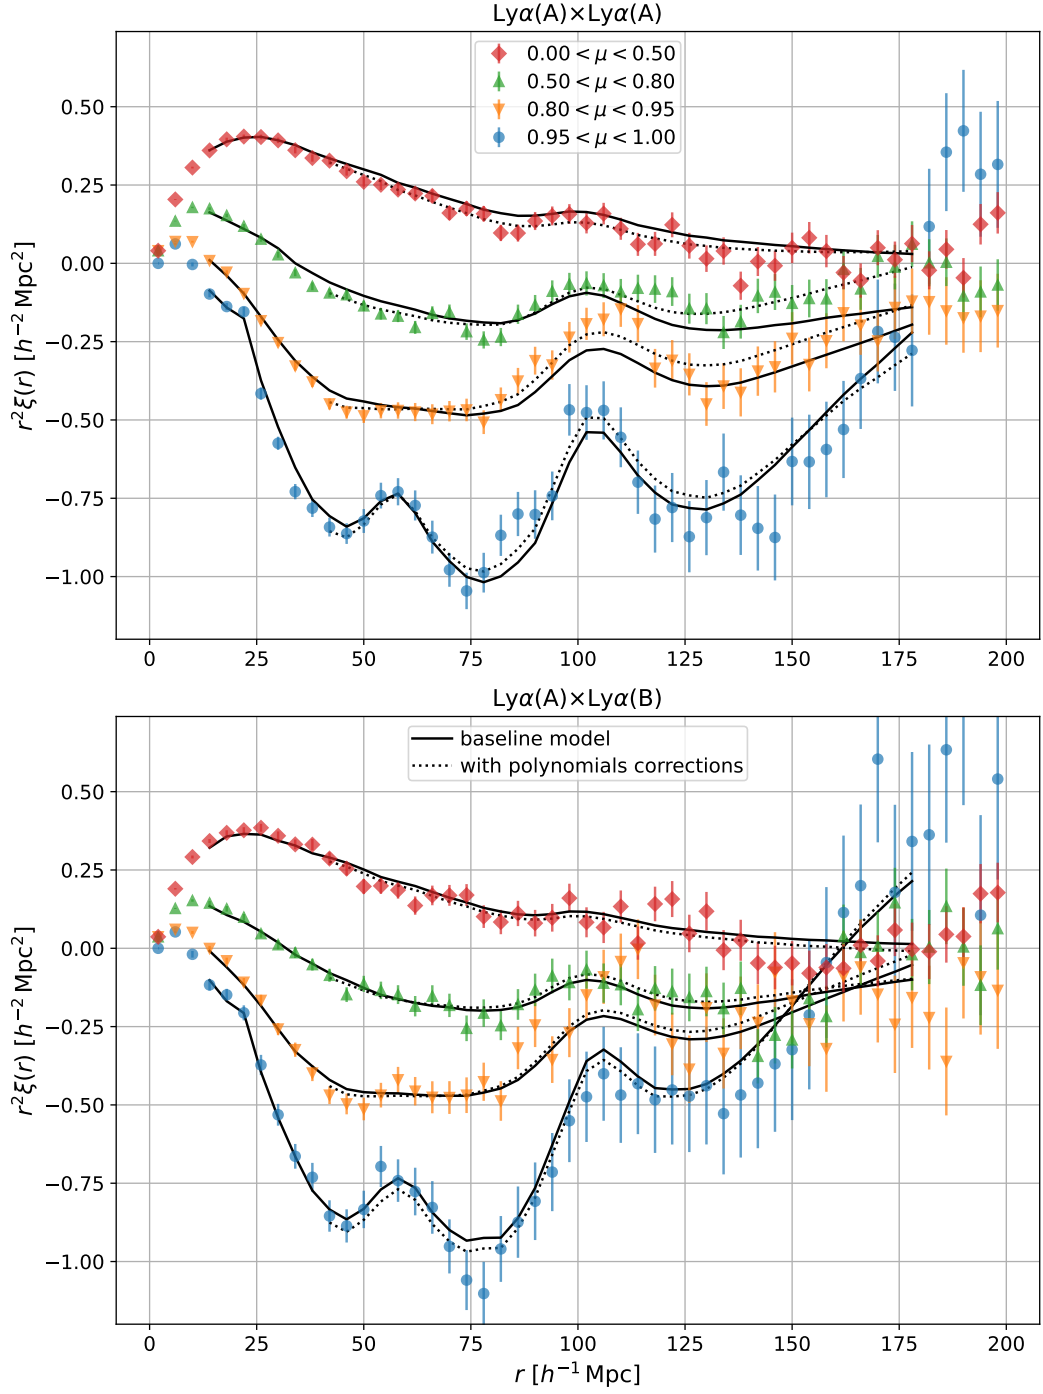 Lyα(A)×Lyα(A)
0.00 < μ < 0.50
0.50 < μ < 0.80
0.80 < μ < 0.95
0.95 < μ < 1.00
0.50
0.25
0.00
−0.25
−0.50
−0.75
−1.00
r²ξ(r) [h⁻² Mpc²]
0 25 50 75 100 125 150 175 200
Lyα(A)×Lyα(B)
baseline model
with polynomials corrections
0.50
0.25
0.00
−0.25
−0.50
−0.75
−1.00
r²ξ(r) [h⁻² Mpc²]
0 25 50 75 100 125 150 175 200
r [h⁻¹ Mpc]